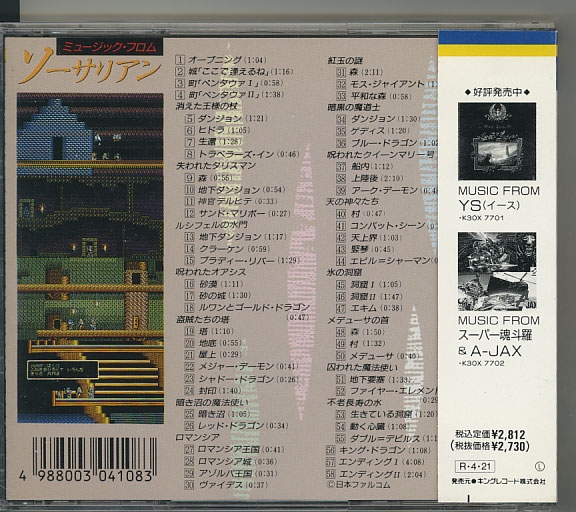 ミュージック・フロム
ソーサリアン
4 988003 041083
1 オープニング(1:04)
2 城「ここで逢えるね」(1:16)
3 町「ペンタヴァI」(0:58)
4 町「ペンタヴァII」(1:38)
消えた王様の杖
5 ダンジョン(1:21)
6 ヒドラ(1:05)
7 生還(1:28)
8 トラベラーズ・イン(0:46)
失われたタリスマン
9 森(0:56)
10 地下ダンジョン(0:54)
11 神官テルヒテ(0:33)
12 サンド・マリボー(0:27)
ルシフェルの水門
13 地下ダンジョン(1:17)
14 クラーケン(0:59)
15 ブラディー・リバー(1:29)
呪われたオアシス
16 砂漠(1:11)
17 砂の城(1:30)
18 ルワンとゴールド・ドラゴン
(0:47)
盗賊たちの塔
19 塔(1:10)
20 地底(0:55)
21 屋上(0:29)
22 メジャー・デーモン(0:41)
23 シャドー・ドラゴン(0:26)
24 封印(1:40)
暗き沼の魔法使い
25 暗き沼(1:05)
26 レッド・ドラゴン(0:34)
ロマンシア
27 ロマンシア王国(0:41)
28 ロマンシア城(0:36)
29 アゾルバ王国(0:31)
30 ヴァイデス(0:37)
紅玉の謎
31 森(2:11)
32 モス・ジャイアント(
33 平和な森(0:58)
暗黒の魔道士
34 ダンジョン(1:30)
35 ゲディス(1:20)
36 ブルー・ドラゴン(1:02
呪われたクイーンマリー号
37 船内(1:12)
38 上陸後(2:10)
39 アーク・デーモン(0:4
天の神々たち
40 村(0:47)
41 コンバット・シーン(
42 天上界(1:03)
43 竪琴(0:45)
44 エビル=シャーマン(
氷の洞窟
45 洞窟I(1:05)
46 洞窟II(1:47)
47 エキム(0:38)
メデューサの首
48 森(1:50)
49 村(1:32)
50 メデューサ(0:40)
囚われた魔法使い
51 地下要塞(1:33)
52 ファイヤー・エレメン
不老長寿の水
53 生きている洞窟(1:20)
54 動く心臓(1:08)
55 ダブル=デビルス(1:1
56 キング・ドラゴン(1:08)
57 エンディングI(4:08)
58 エンディングII(2:04)
©日本ファルコム
◆好評発売中◆
MUSIC FROM
YS(イース)
・K30X 7701
MUSIC FROM
スーパー魂斗羅
& A-JAX
・K30X 7702
税込定価¥2,812
(税抜価格¥2,730)
R・4・21
L
発売元●キングレコード株式会社